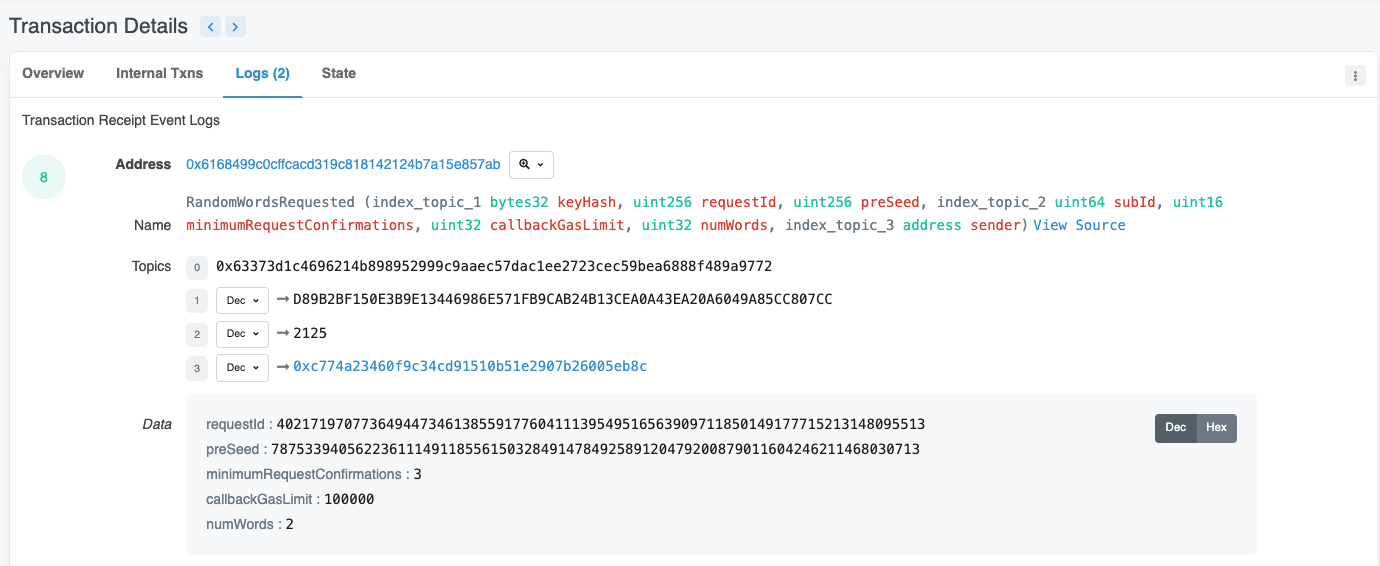 Transaction Details < >
Overview Internal Txns Logs (2) State
Transaction Receipt Event Logs
8
Address 0x6168499c0cffcacd319c818142124b7a15e857ab
RandomWordsRequested (index_topic_1 bytes32 keyHash, uint256 requestId, uint256 preSeed, index_topic_2 uint64 subId, uint16
Name minimumRequestConfirmations, uint32 callbackGasLimit, uint32 numWords, index_topic_3 address sender) View Source
Topics 0 0x63373d1c4696214b898952999c9aaec57dac1ee2723cec59bea6888f489a9772
1 Dec → D89B2BF150E3B9E13446986E571FB9CAB24B13CEA0A43EA20A6049A85CC807CC
2 Dec → 2125
3 Dec → 0xc774a23460f9c34cd91510b51e2907b26005eb8c
Data requestId : 40217197077364944734613855917760411139549516563909711850149177715213148095513
Dec Hex
preSeed : 78753394056223611149118556150328491478492589120479200879011604246211468030713
minimumRequestConfirmations : 3
callbackGasLimit : 100000
numWords : 2